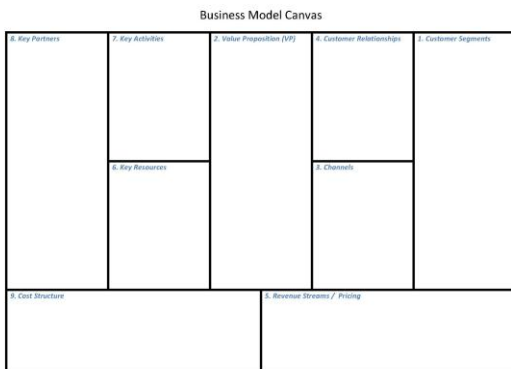 Business Model Canvas
8. Key Partners
7. Key Activities
2. Value Proposition (VP)
4. Customer Relationships
1. Customer Segments
6. Key Resources
3. Channels
9. Cost Structure
5. Revenue Streams / Pricing